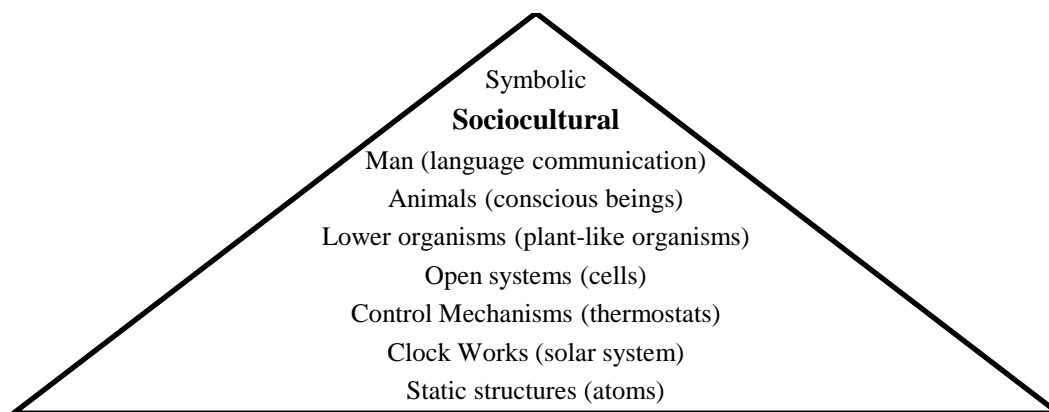 Symbolic
Sociocultural
Man (language communication)
Animals (conscious beings)
Lower organisms (plant-like organisms)
Open systems (cells)
Control Mechanisms (thermostats)
Clock Works (solar system)
Static structures (atoms)